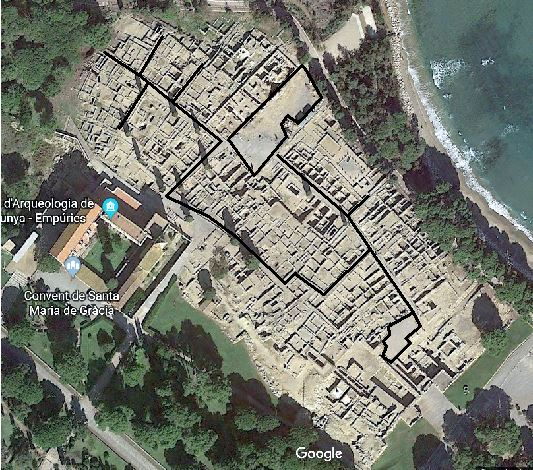 d'Arqueologia de
unya - Empúries
Convent de Santa
Maria de Gràcia
Google